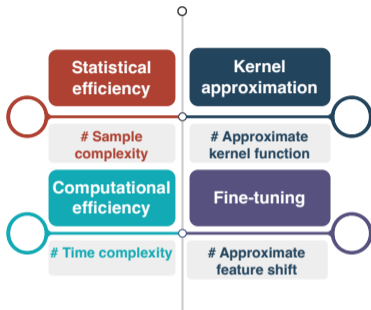 Statistical
efficiency
Kernel
approximation
# Sample
complexity
# Approximate
kernel function
Computational
efficiency
Fine-tuning
# Time complexity
# Approximate
feature shift